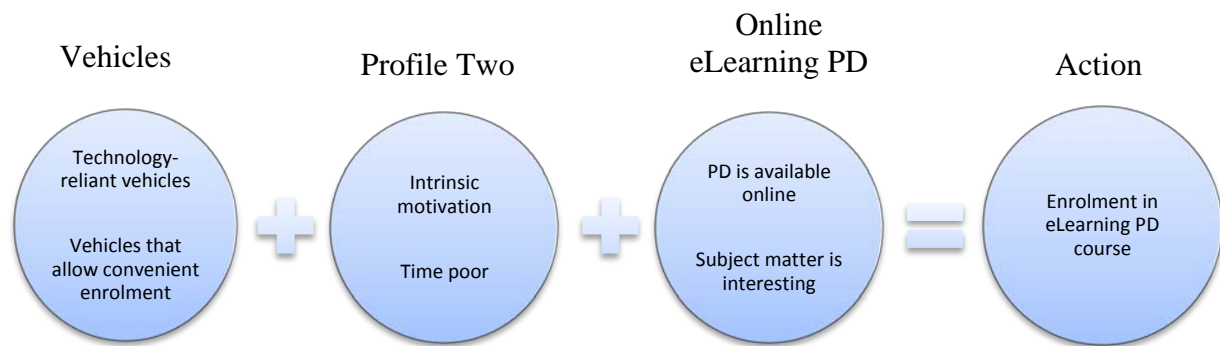 Vehicles
Profile Two
Online
eLearning PD
Action
Technology-
reliant vehicles
Vehicles that
allow convenient
enrolment
Intrinsic
motivation
Time poor
PD is available
online
Subject matter is
interesting
Enrolment in
eLearning PD
course